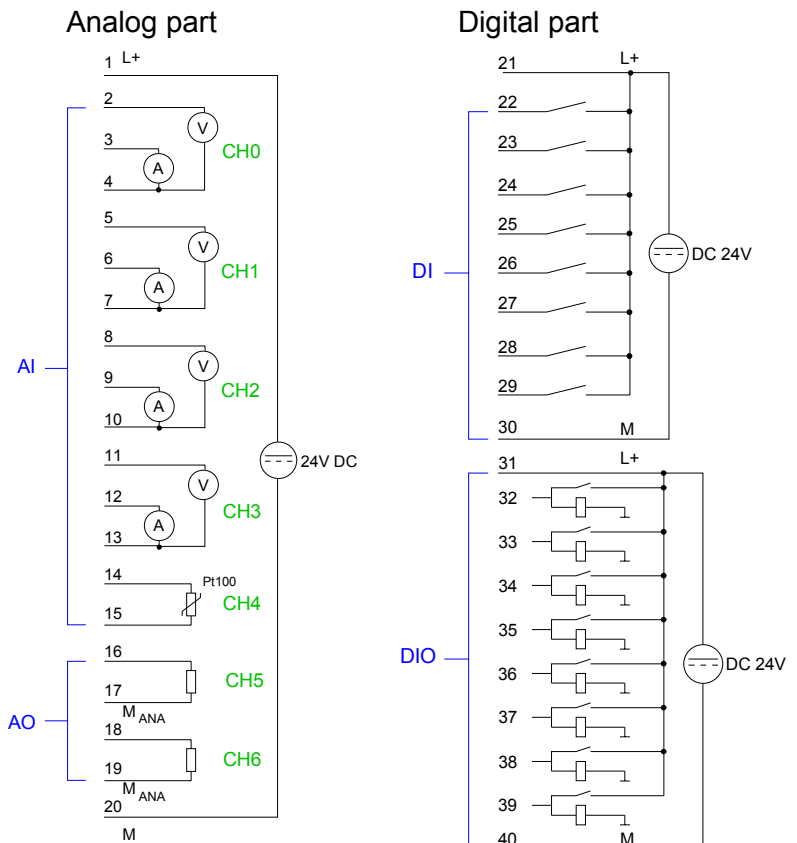 Analog part
1 L+
2
V
3
A
CH0
4
5
V
6
A
CH1
7
8
V
AI
9
A
CH2
10
11
24V DC
V
12
A
CH3
13
14
Pt100
CH4
15
16
CH5
17
M ANA
AO
18
CH6
19
M ANA
20
M
Digital part
21 L+
22
23
24
25
DC 24V
DI
26
27
28
29
30 M
31 L+
32
33
34
35
DIO
DC 24V
36
37
38
39
40 M